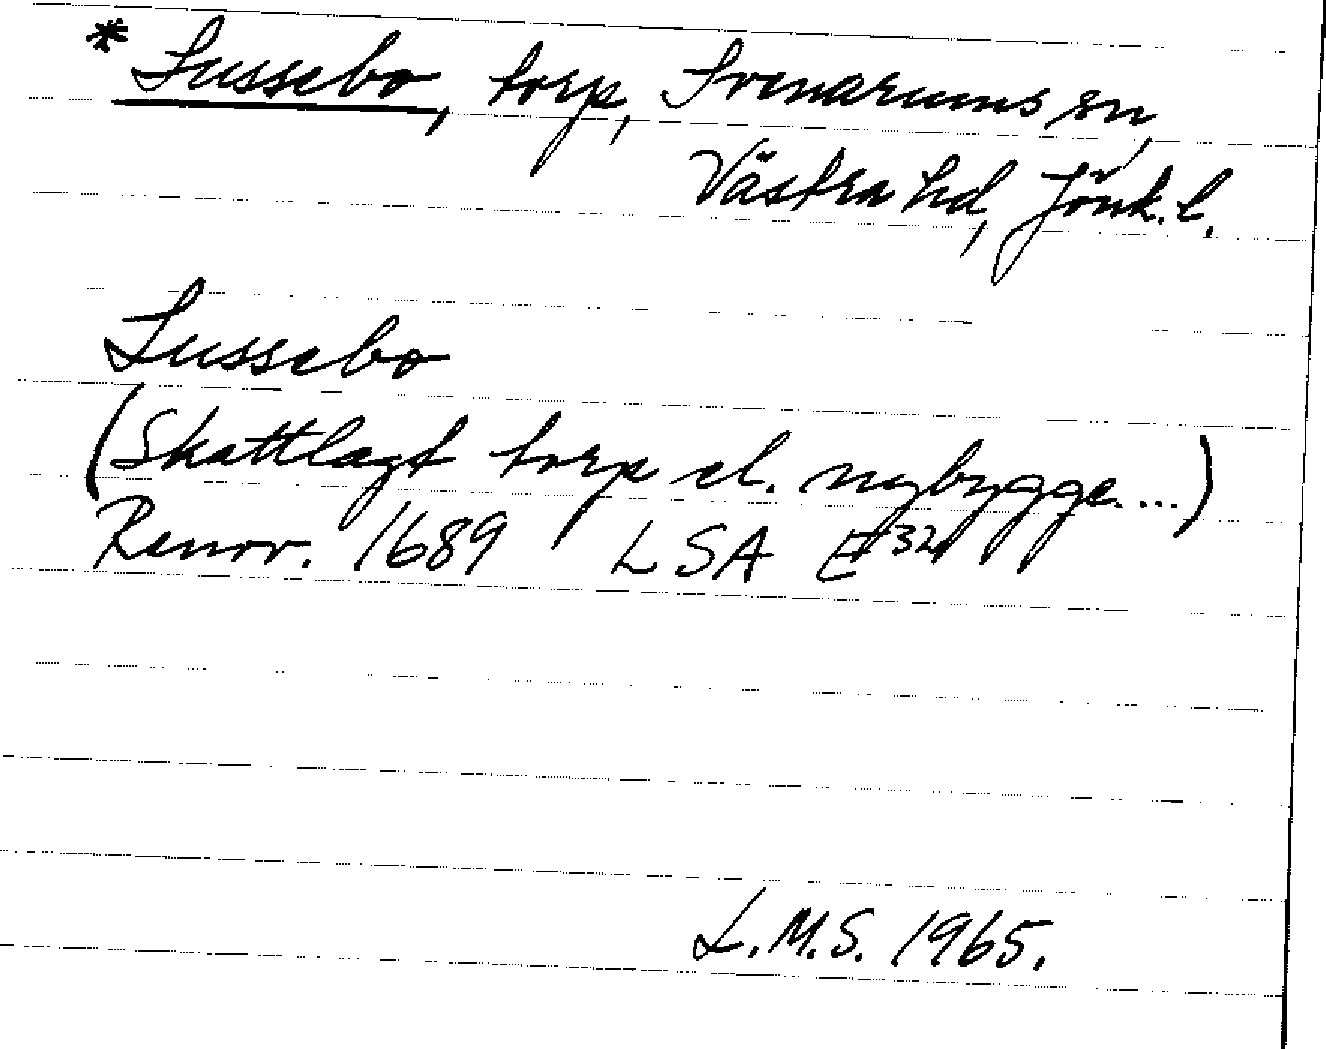 * Lussebo, torp, Svenarums sn,
Västra hd, Jönk. l.
Lussebo
(Skattlagt torp el. nybygge....)
Renov. 1689 LSA E 32
L.M.S. 1965.